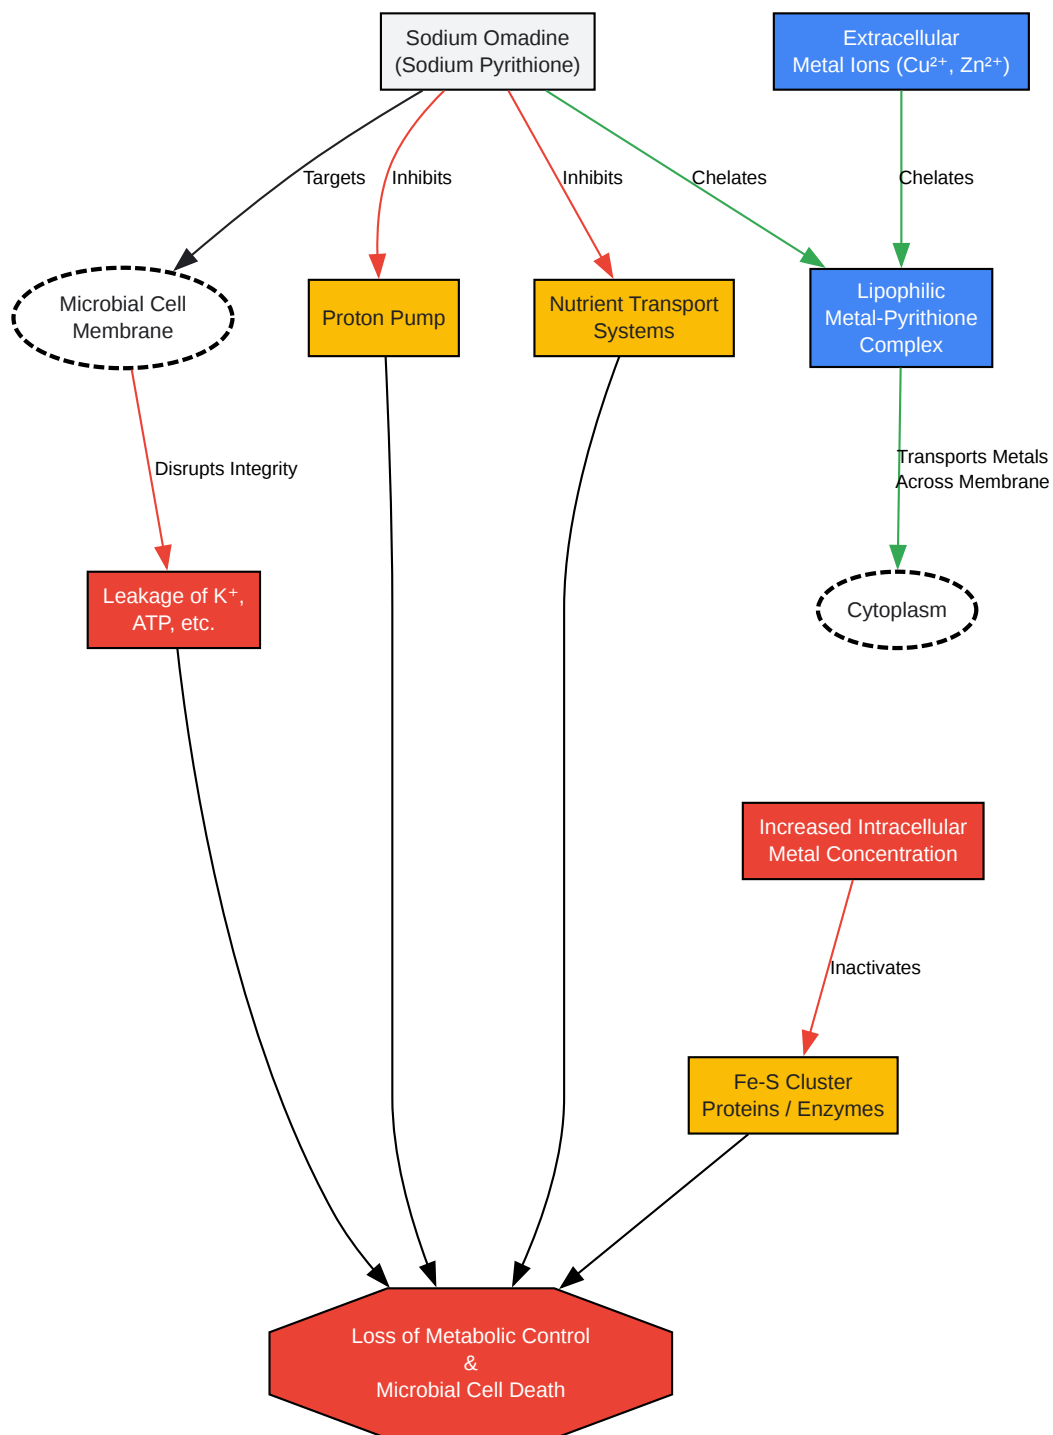 Sodium Omadine
(Sodium Pyrithione)
Extracellular
Metal Ions (Cu²⁺, Zn²⁺)
Targets
Inhibits
Inhibits
Chelates
Chelates
Microbial Cell
Membrane
Proton Pump
Nutrient Transport
Systems
Lipophilic
Metal-Pyrithione
Complex
Disrupts Integrity
Transports Metals
Across Membrane
Leakage of K⁺,
ATP, etc.
Cytoplasm
Increased Intracellular
Metal Concentration
Inactivates
Fe-S Cluster
Proteins / Enzymes
Loss of Metabolic Control
&
Microbial Cell Death